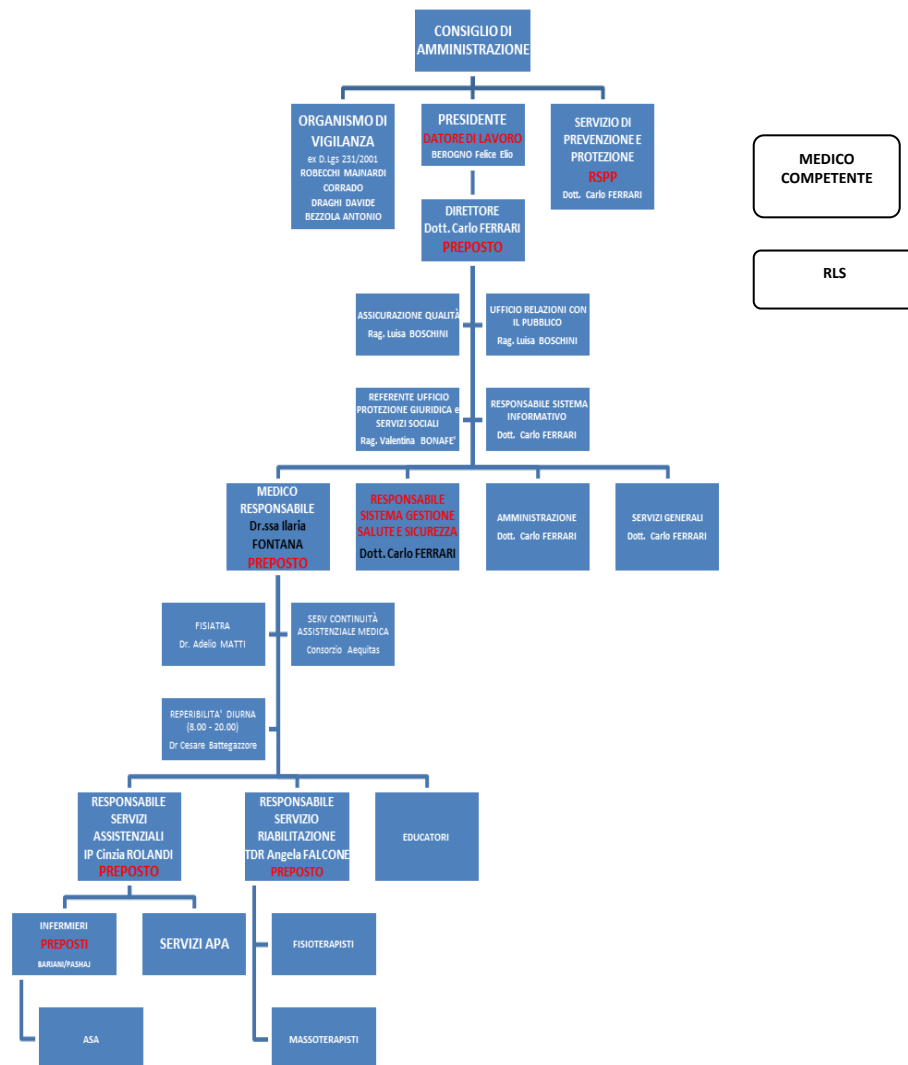 CONSIGLIO DI
AMMINISTRAZIONE
ORGANISMO DI
VIGILANZA
ex D.Lgs 231/2001
ROBECCHI MAINARDI
CORRADO
DRAGHI DAVIDE
BEZZOLA ANTONIO
PRESIDENTE
DATORE DI LAVORO
BEROGNO Felice Elio
SERVIZIO DI
PREVENZIONE E
PROTEZIONE
RSPP
Dott. Carlo FERRARI
MEDICO
COMPETENTE
DIRETTORE
Dott. Carlo FERRARI
PREPOSTO
RLS
ASSICURAZIONE QUALITÀ
Rag. Luisa BOSCHINI
UFFICIO RELAZIONI CON
IL PUBBLICO
Rag. Luisa BOSCHINI
REFERENTE UFFICIO
PROTEZIONE GIURIDICA e
SERVIZI SOCIALI
Rag. Valentina BONAFE'
RESPONSABILE SISTEMA
INFORMATIVO
Dott. Carlo FERRARI
MEDICO
RESPONSABILE
Dr.ssa Ilaria
FONTANA
PREPOSTO
RESPONSABILE
SISTEMA GESTIONE
SALUTE E SICUREZZA
Dott. Carlo FERRARI
AMMINISTRAZIONE
Dott. Carlo FERRARI
SERVIZI GENERALI
Dott. Carlo FERRARI
FISIATRA
Dr. Adelio MATTI
SERV CONTINUITÀ
ASSISTENZIALE MEDICA
Consorzio Aequitas
REPERIBILITA' DIURNA
(8.00 - 20.00)
Dr Cesare Battegazzore
RESPONSABILE
SERVIZI
ASSISTENZIALI
IP Cinzia ROLANDI
PREPOSTO
RESPONSABILE
SERVIZIO
RIABILITAZIONE
TDR Angela FALCONE
PREPOSTO
EDUCATORI
INFERMIERI
PREPOSTI
BARIANI/PASHAJ
SERVIZI APA
FISIOTERAPISTI
ASA
MASSOTERAPISTI